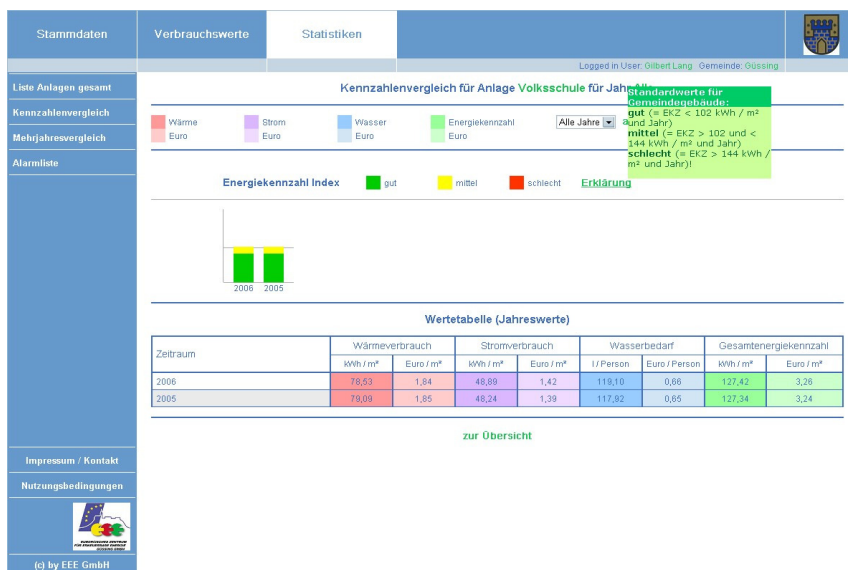 Stammdaten
Verbrauchswerte
Statistiken
Logged in User: Gilbert Lang Gemeinde: Güssing
Liste Anlagen gesamt
Kennzahlenvergleich
Mehrjahresvergleich
Alarmliste
Kennzahlenvergleich für Anlage Volksschule für Jahr
Wärme
Strom
Wasser
Energiekennzahl
Alle Jahre
Euro
Euro
Euro
Euro
Standardwerte für
Gemeindegebäude:
gut (= EKZ < 102 kWh / m²
und Jahr)
mittel (= EKZ > 102 und <
144 kWh / m² und Jahr)
schlecht (= EKZ > 144 kWh /
m² und Jahr)!
Energiekennzahl Index
gut
mittel
schlecht
Erklärung
2006 2005
Wertetabelle (Jahreswerte)
Zeitraum Wärmeverbrauch Stromverbrauch Wasserbedarf Gesamtenergiekennzahl
kWh / m² Euro / m² kWh / m² Euro / m² l / Person Euro / Person kWh / m² Euro / m²
2006 78,53 1,84 48,89 1,42 119,10 0,66 127,42 3,26
2005 79,09 1,85 48,24 1,39 117,92 0,65 127,34 3,24
zur Übersicht
Impressum / Kontakt
Nutzungsbedingungen
(c) by EEE GmbH